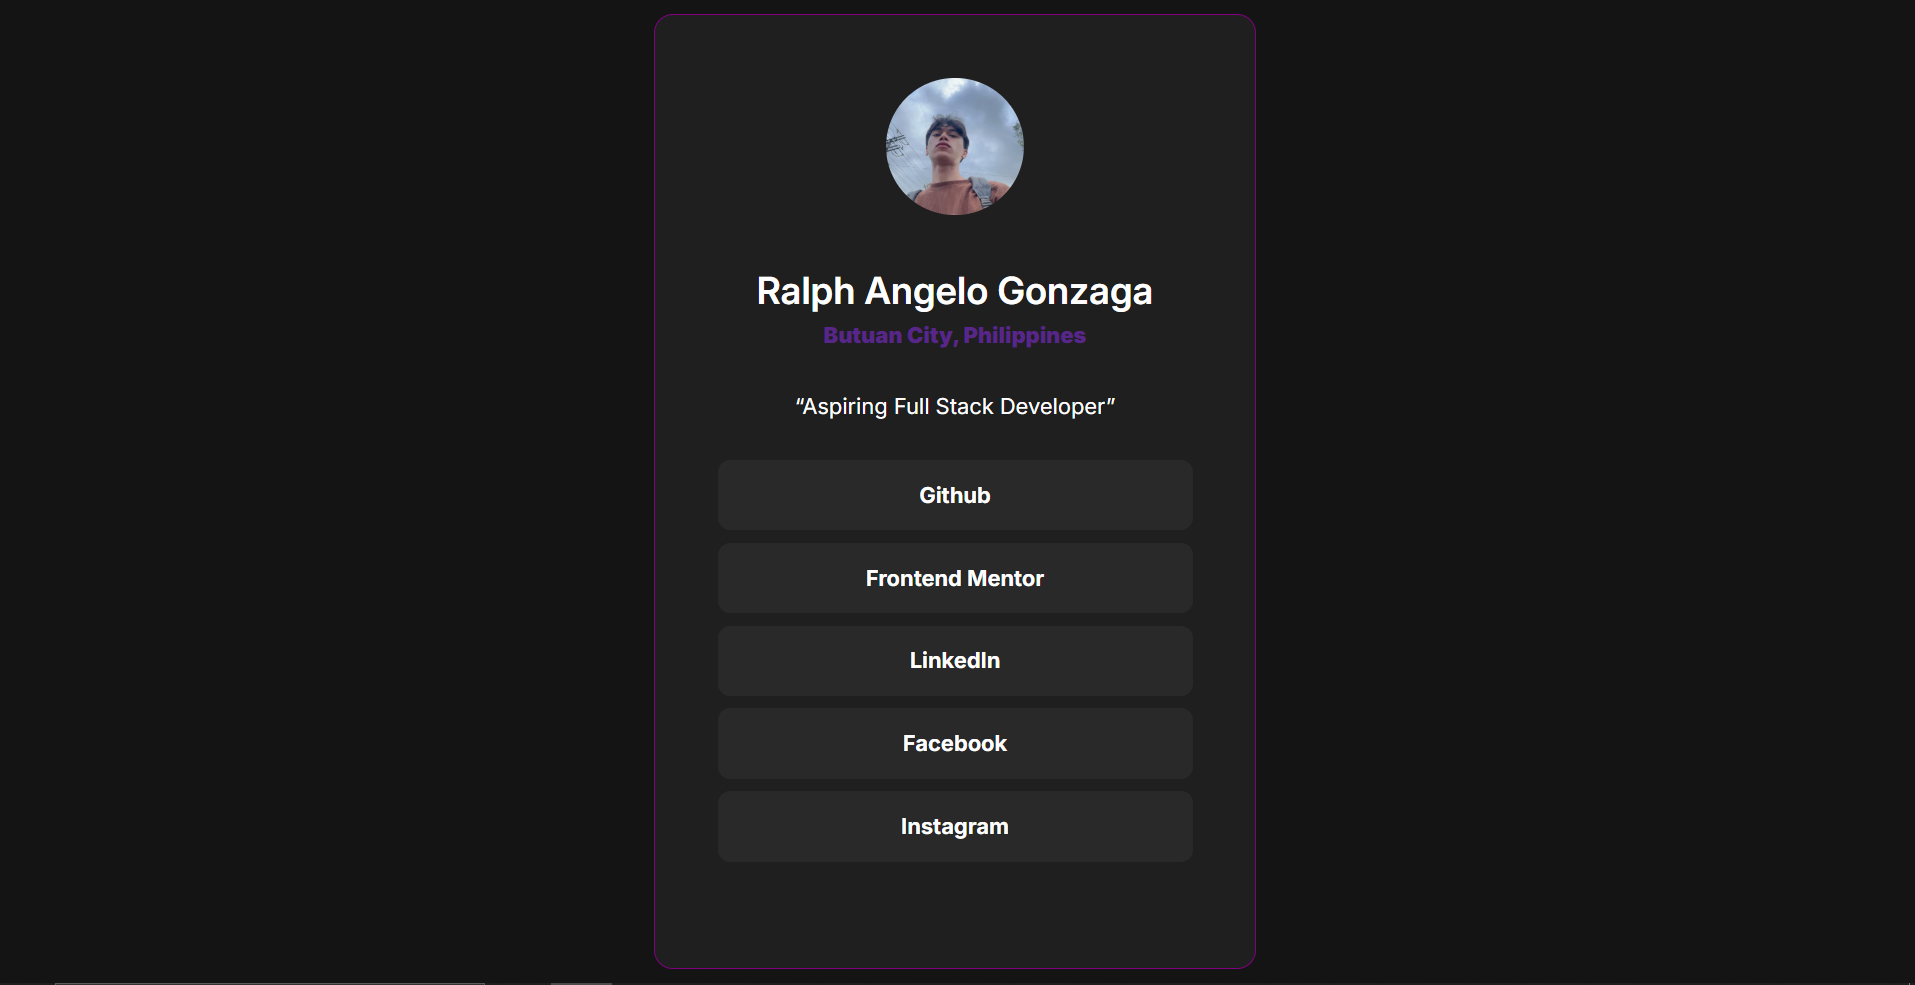 Ralph Angelo Gonzaga
Butuan City, Philippines
“Aspiring Full Stack Developer”
Github
Frontend Mentor
LinkedIn
Facebook
Instagram